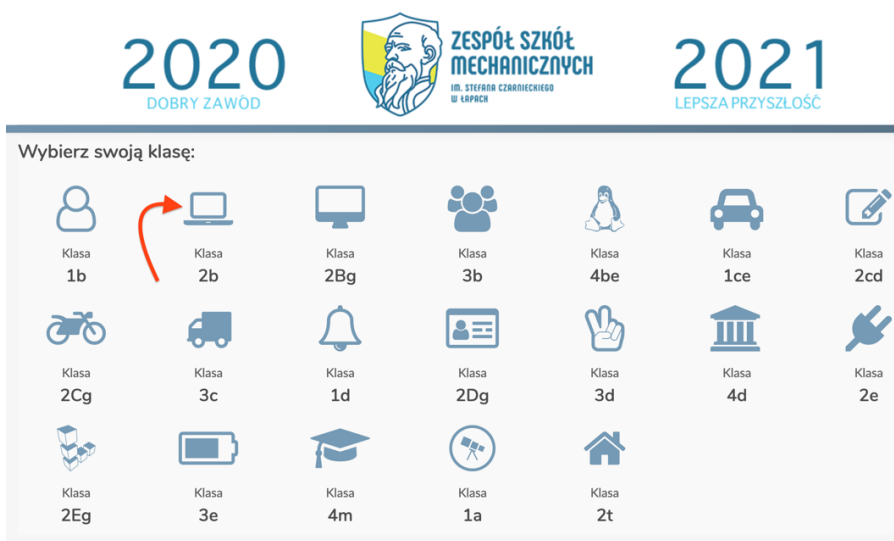 2020
DOBRY ZAWÓD
ZESPÓŁ SZKÓŁ
MECHANICZNYCH
IM. STEFANA CZARNIECKIEGO
W ŁAPACH
2021
LEPSZA PRZYSZŁOŚĆ
Wybierz swoją klasę:
Klasa Klasa Klasa Klasa Klasa Klasa Klasa
1b 2b 2Bg 3b 4be 1ce 2cd
Klasa Klasa Klasa Klasa Klasa Klasa Klasa
2Cg 3c 1d 2Dg 3d 4d 2e
Klasa Klasa Klasa Klasa Klasa
2Eg 3e 4m 1a 2t